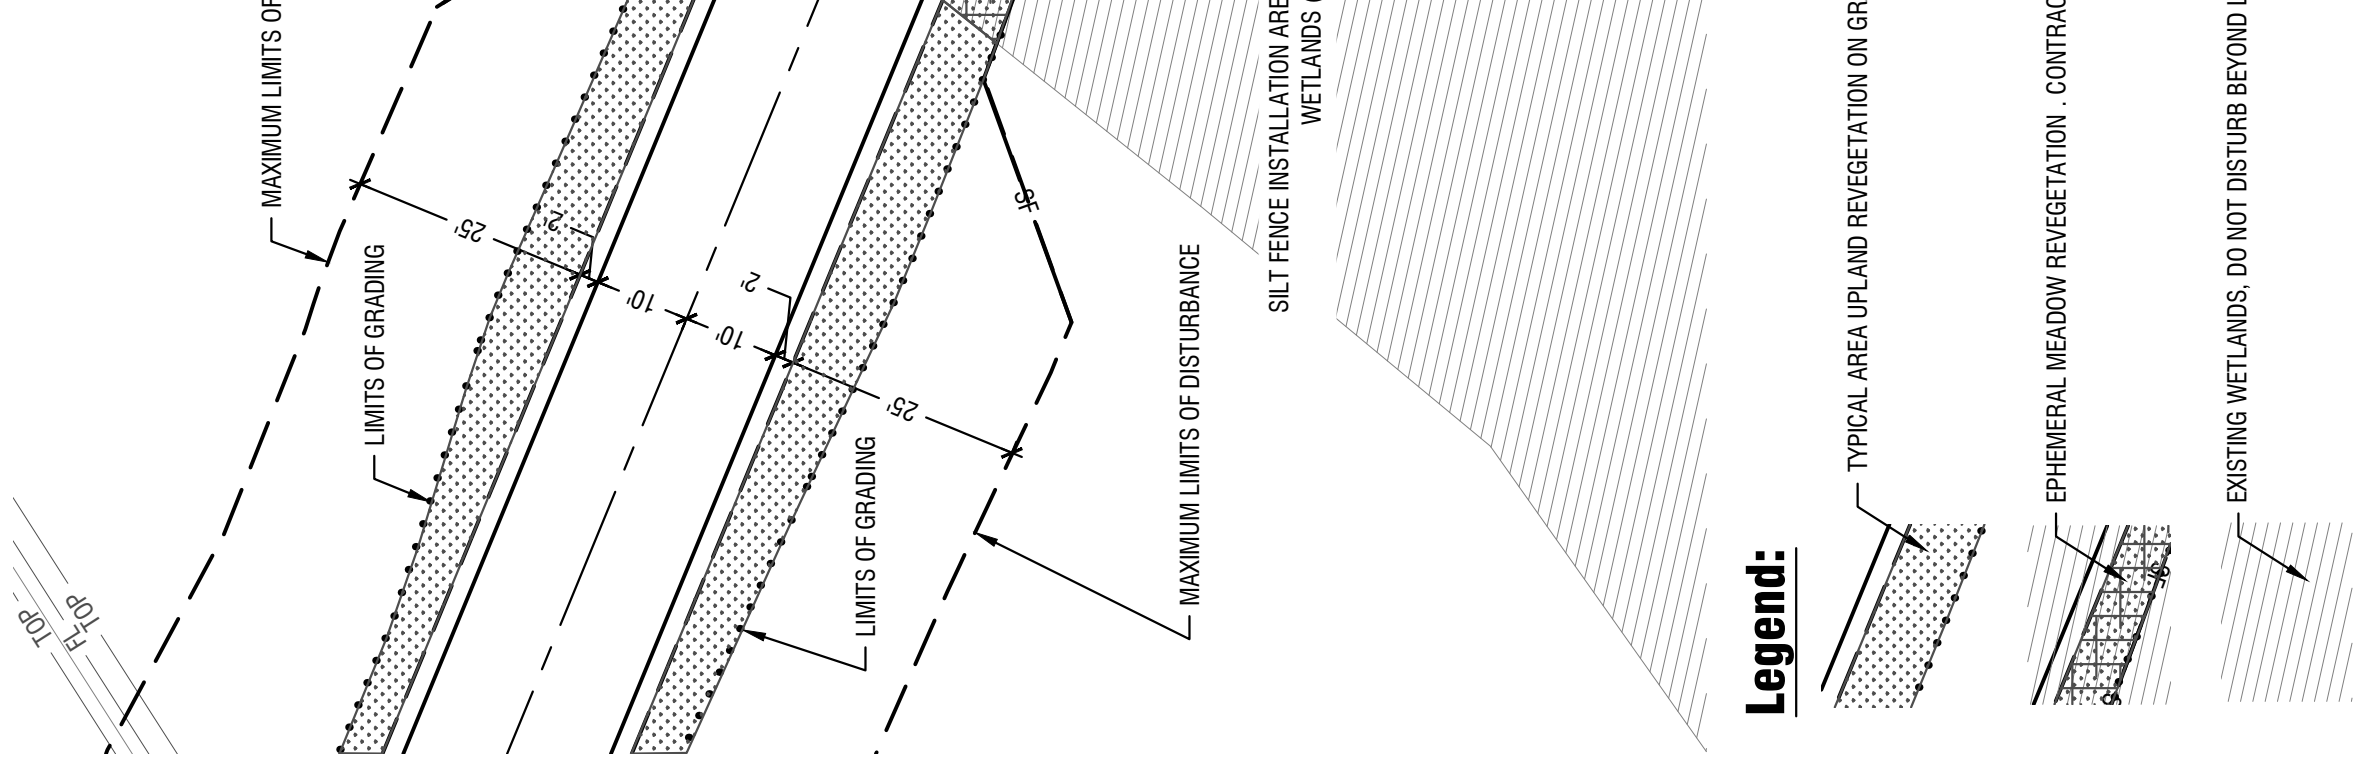 MAXIMUM LIMITS OF
LIMITS OF GRADING
25'
2'
10'
10'
2'
25'
SF
LIMITS OF GRADING
MAXIMUM LIMITS OF DISTURBANCE
SILT FENCE INSTALLATION ARE
WETLANDS
TOP
FL
TOP
Legend:
TYPICAL AREA UPLAND REVEGETATION ON GR
EPHEMERAL MEADOW REVEGETATION . CONTRAC
SF
EXISTING WETLANDS, DO NOT DISTURB BEYOND L